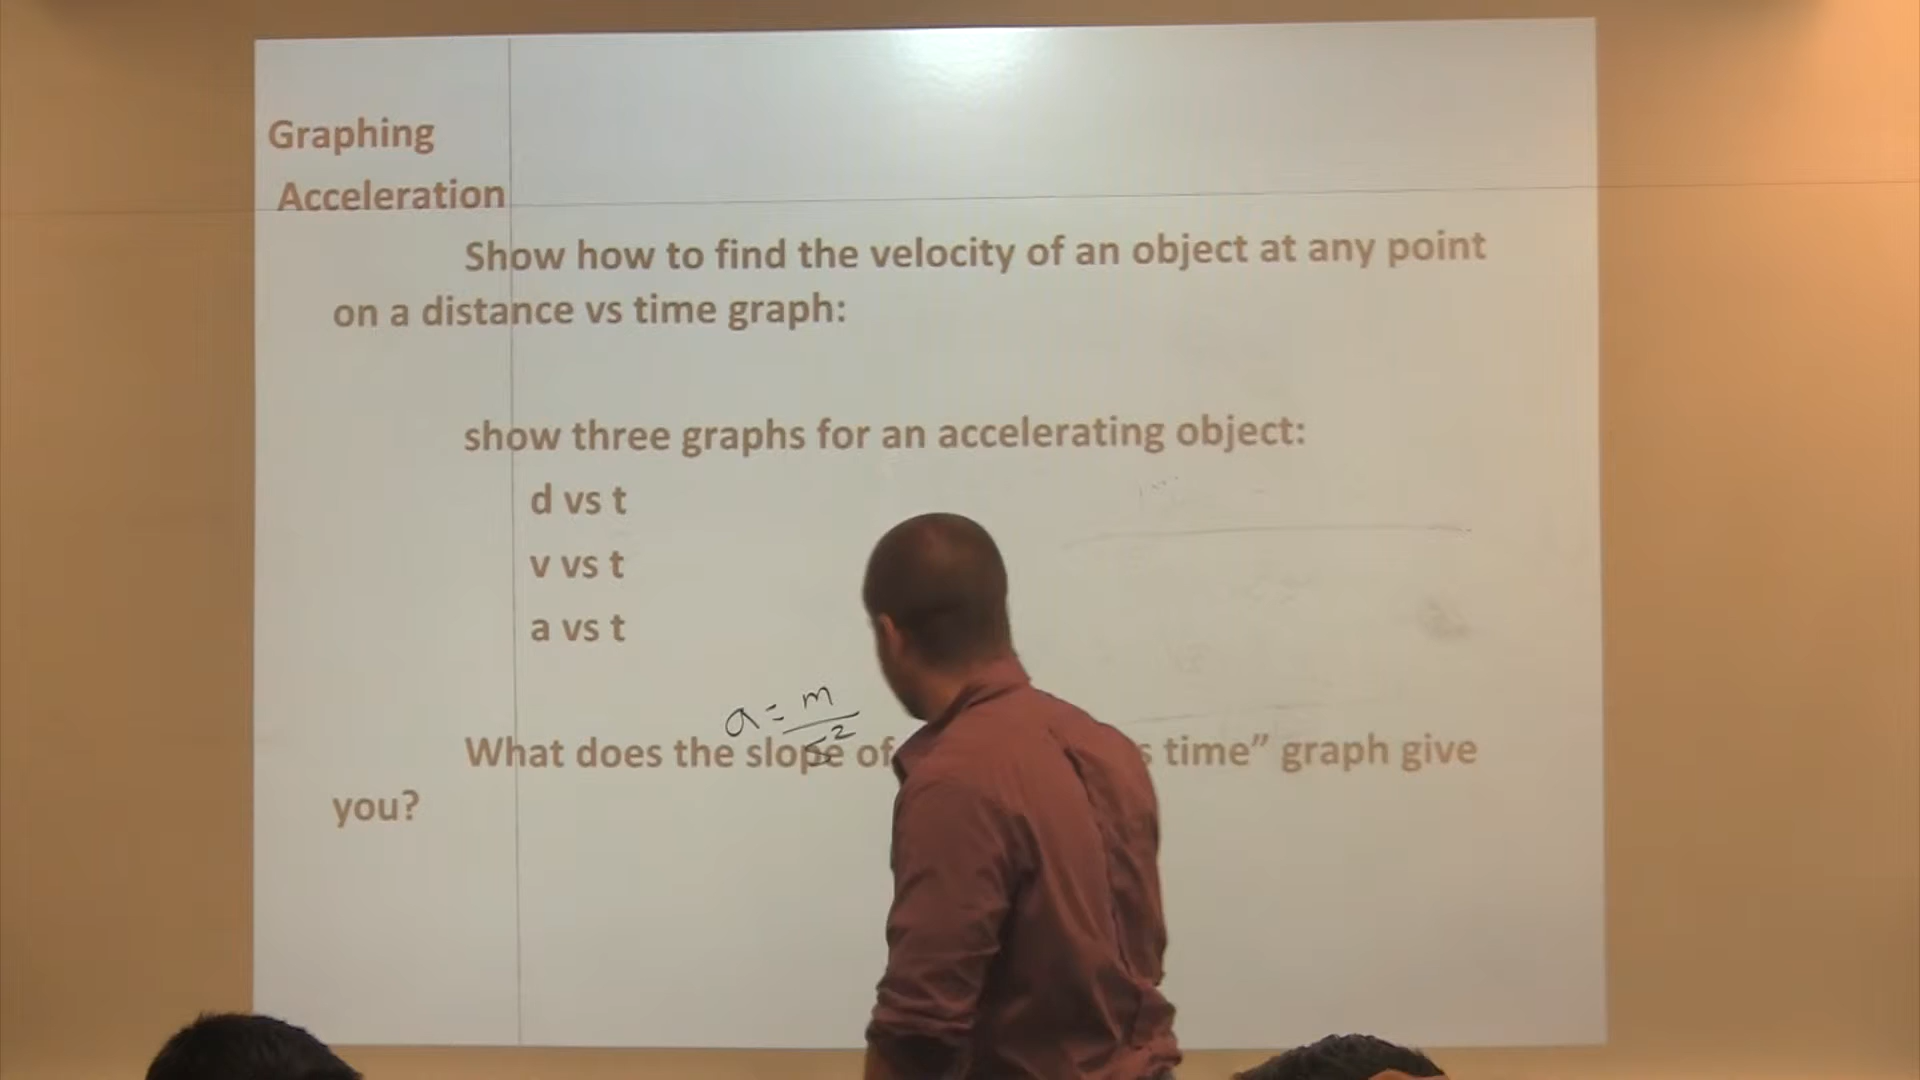 Graphing
Acceleration
Show how to find the velocity of an object at any point
on a distance vs time graph:
show three graphs for an accelerating object:
d vs t
v vs t
a vs t
a = m
s²
What does the slope of time” graph give
you?